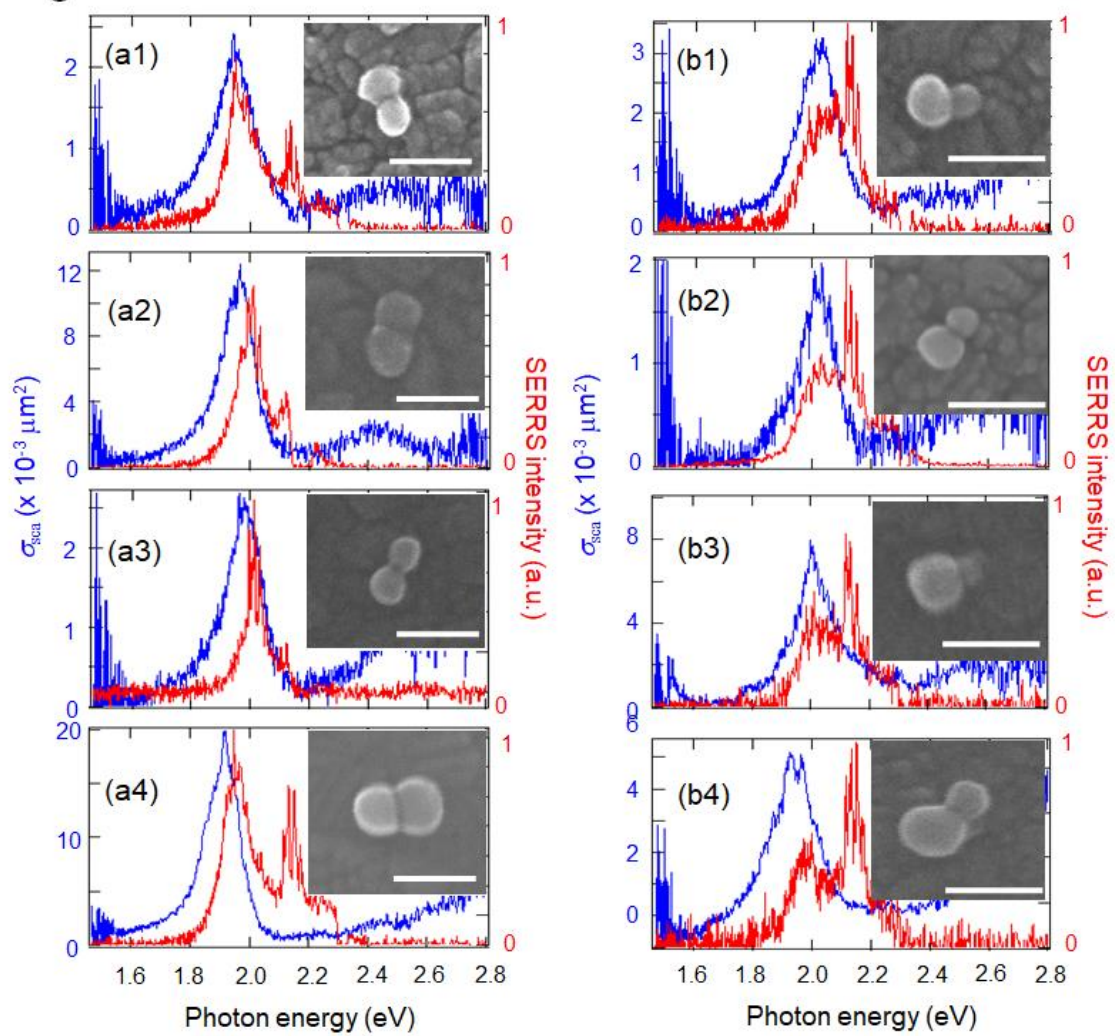 (a1)
2
1
0
1
0
(b1)
3
2
1
0
1
0
(a2)
12
8
4
0
1
0
(b2)
2
1
0
1
0
(a3)
2
1
0
1
0
(b3)
8
4
0
1
0
(a4)
20
10
0
1
0
(b4)
6
4
2
0
1
0
σsca (x 10-3 μm2)
SERRS intensity (a.u.)
σsca (x 10-3 μm2)
SERRS intensity (a.u.)
1.6 2.0 2.2 2.4 2.6 2.8
1.6 1.8 2.0 2.2 2.4 2.6 2.8
Photon energy (eV)
Photon energy (eV)